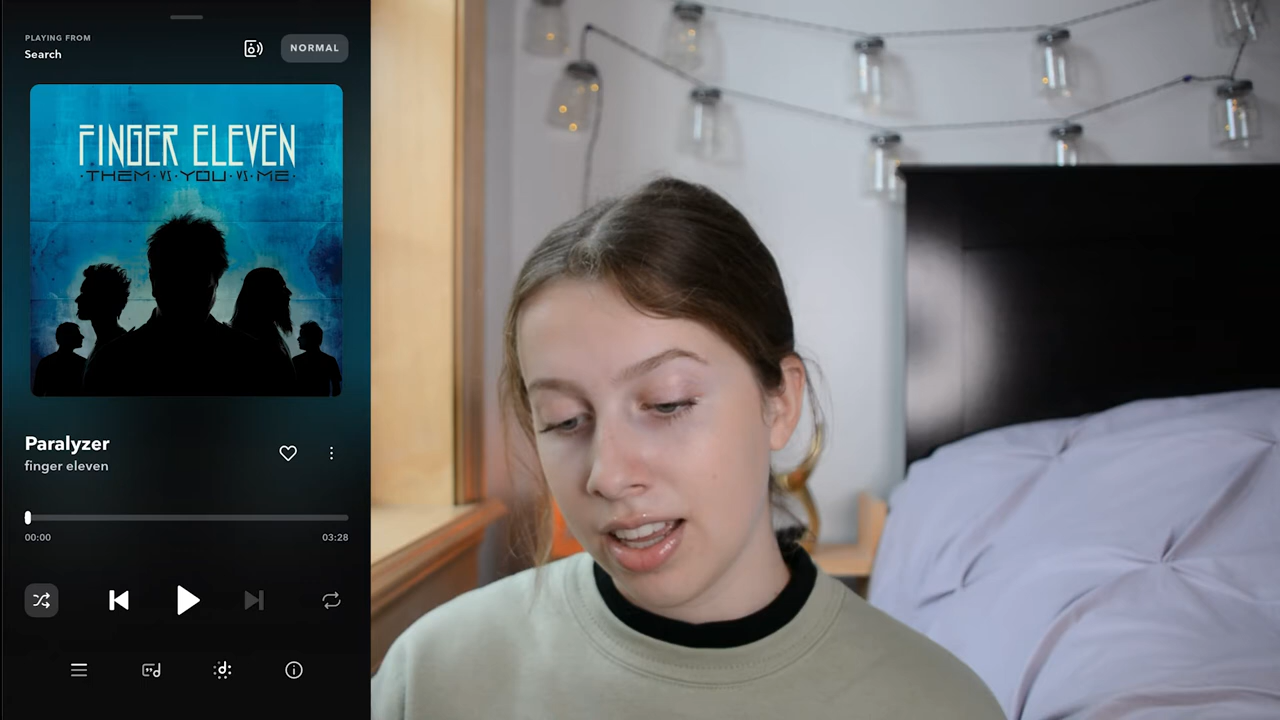 PLAYING FROM
Search
NORMAL
FINGER ELEVEN
·THEM·VS·YOU·VS·ME·
Paralyzer
finger eleven
00:00
03:28